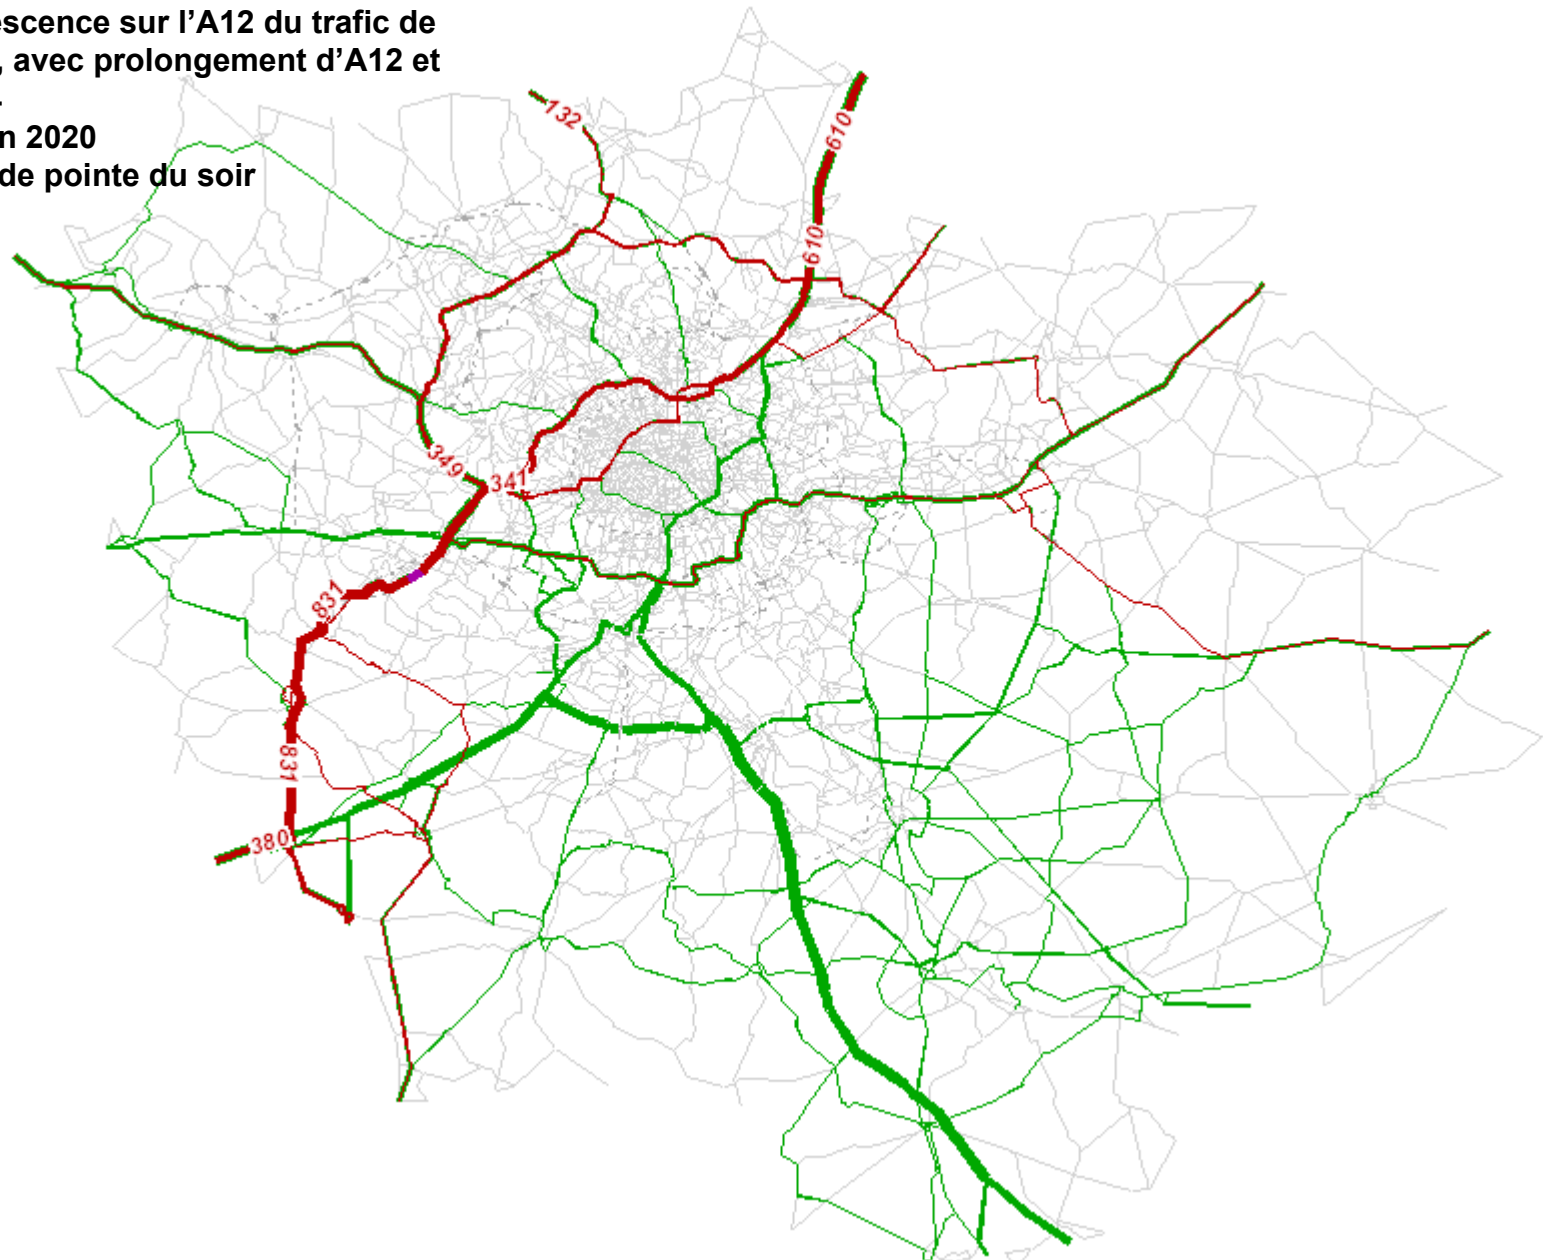 escence sur l’A12 du trafic de
, avec prolongement d’A12 et
n 2020
de pointe du soir
132
610
610
349
341
831
831
380